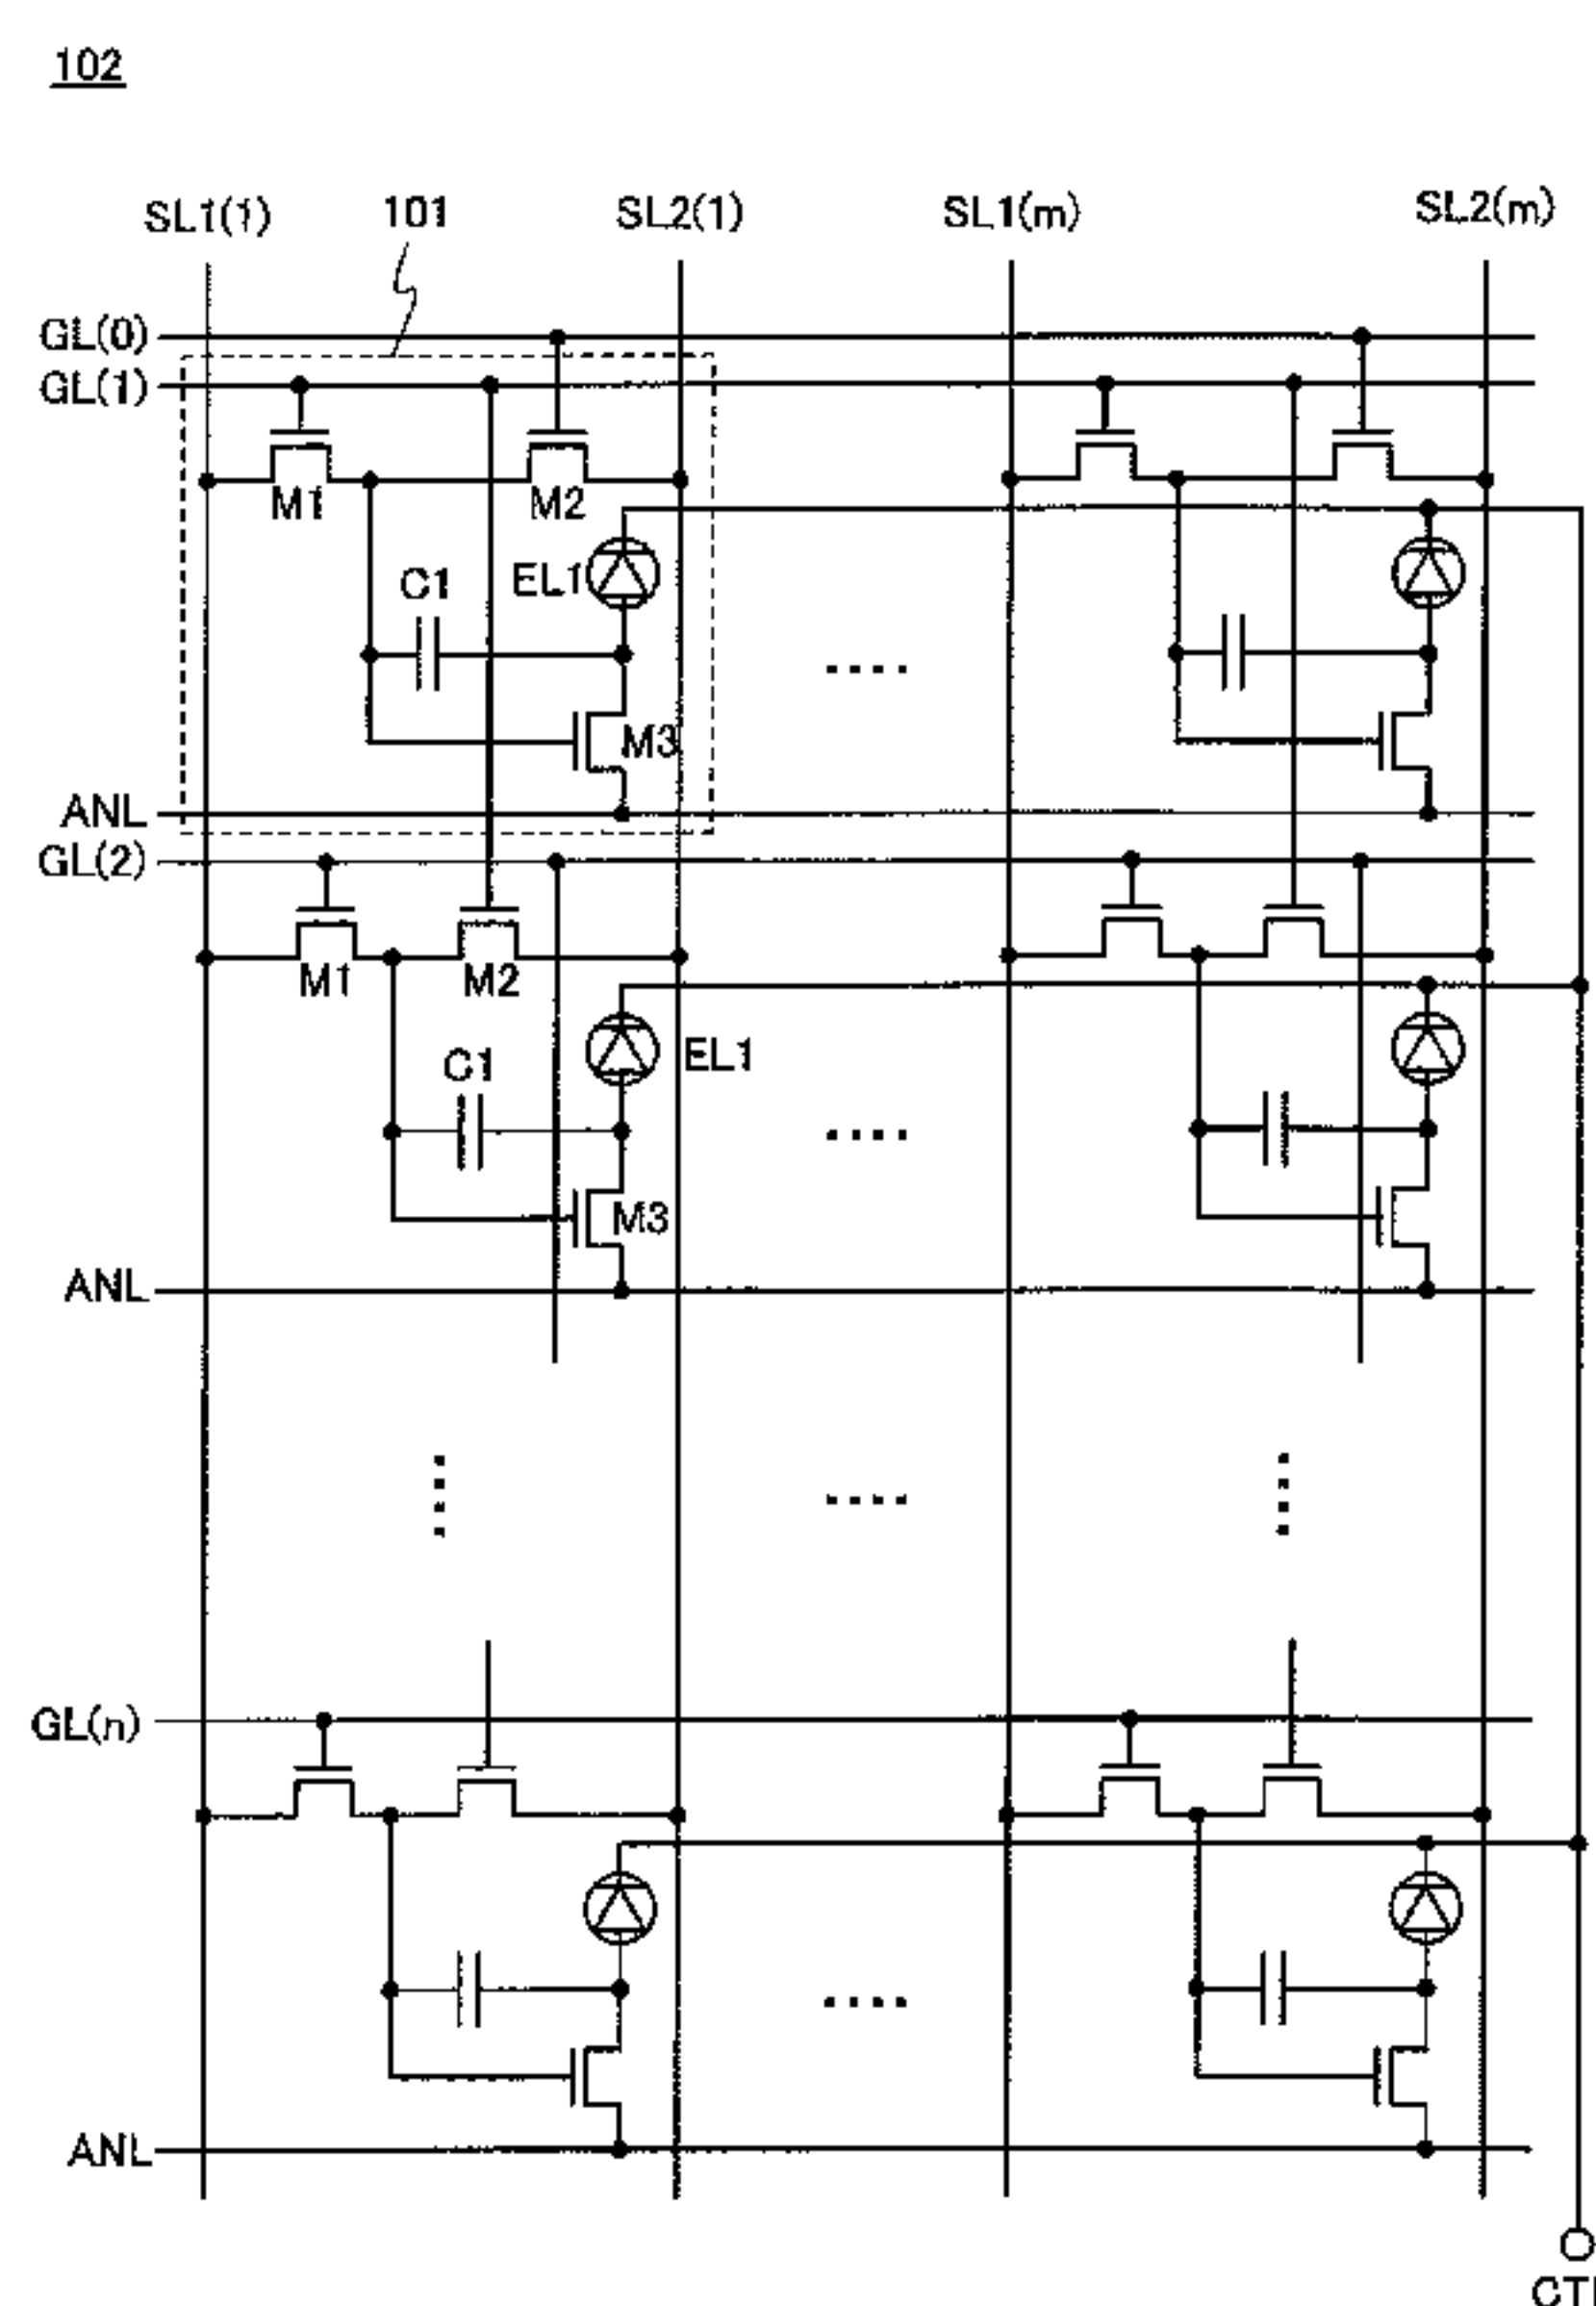 102
SL1(1) 101 SL2(1) SL1(m) SL2(m)
GL(0)
GL(1)
M1 M2
C1 EL1
M3
ANL
GL(2)
M1 M2
C1 EL1
M3
ANL
GL(n)
ANL